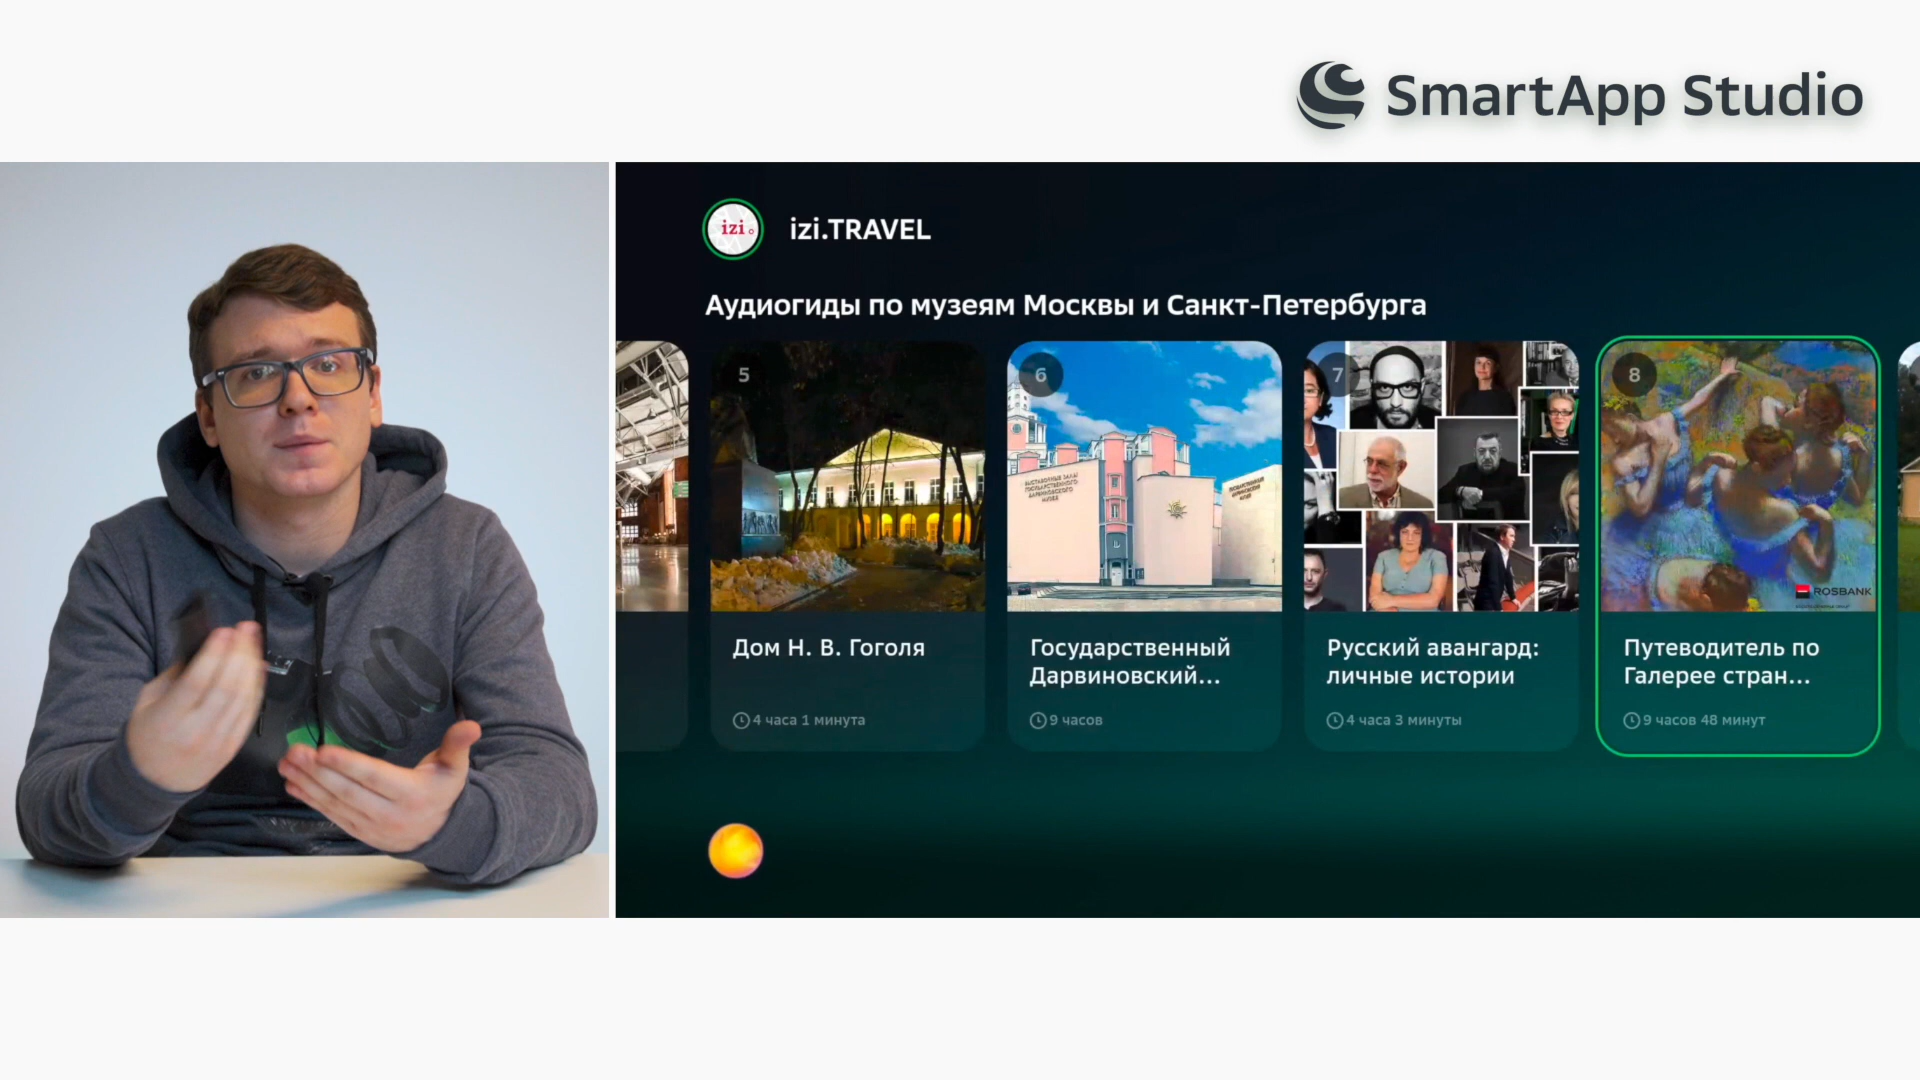 SmartApp Studio
izi
izi.TRAVEL
Аудиогиды по музеям Москвы и Санкт-Петербурга
5
6
7
8
ROSBANK
Дом Н. В. Гоголя
4 часа 1 минута
Государственный
Дарвиновский...
9 часов
Русский авангард:
личные истории
4 часа 3 минуты
Путеводитель по
Галерее стран...
9 часов 48 минут